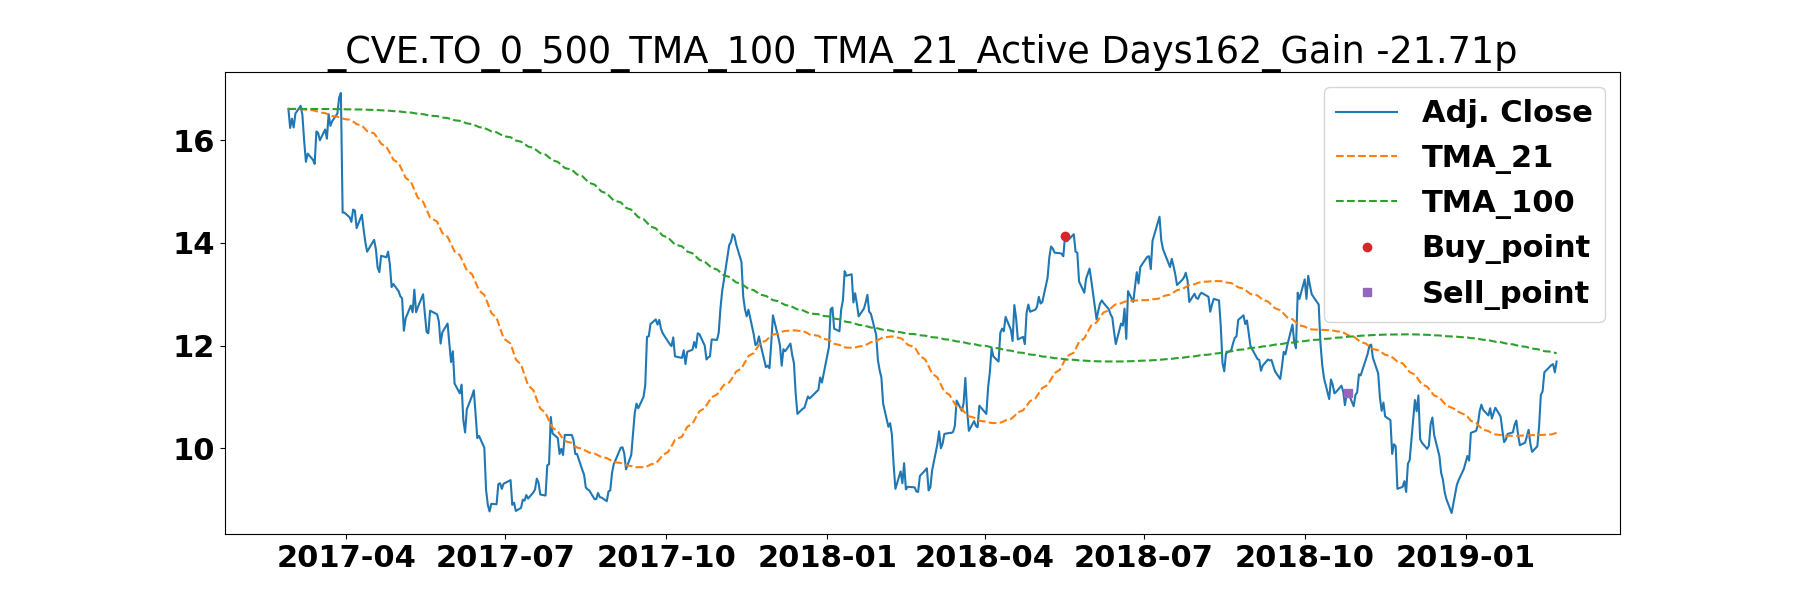 _CVE.TO_0_500_TMA_100_TMA_21_Active Days162_Gain -21.71p
Adj. Close
TMA_21
TMA_100
Buy_point
Sell_point
16
14
12
10
2017-04 2017-07 2017-10 2018-01 2018-04 2018-07 2018-10 2019-01